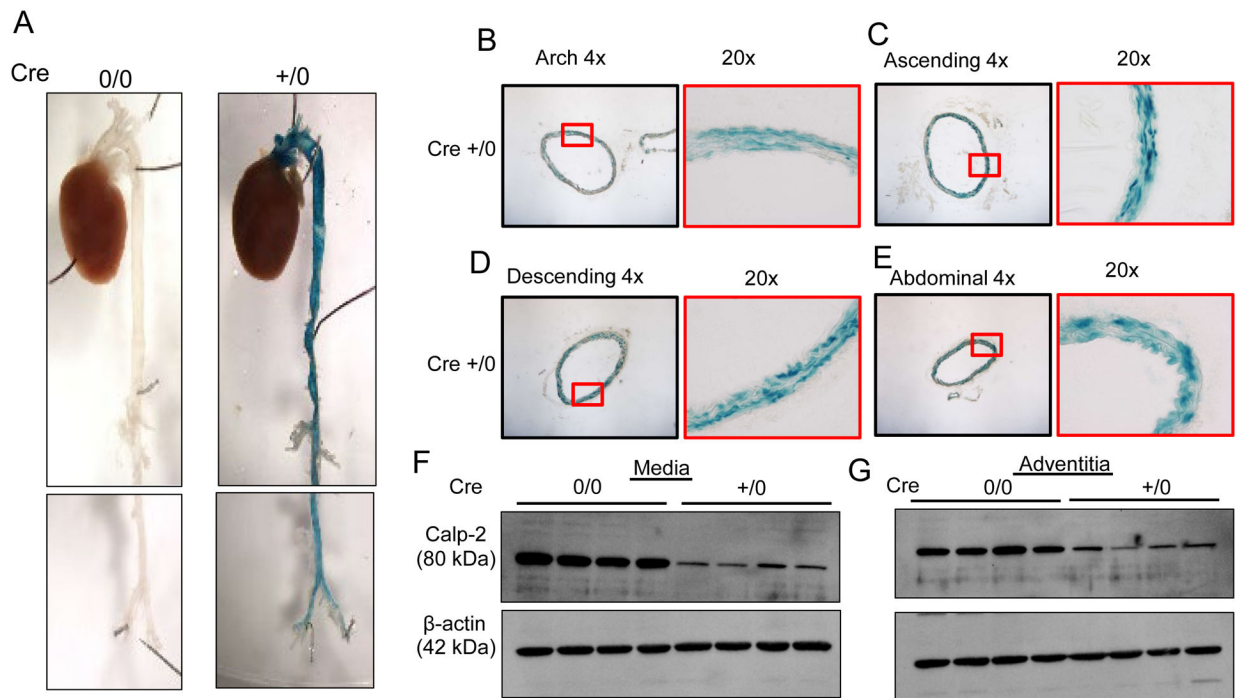 A
Cre 0/0 +/0
B
Arch 4x 20x
Cre +/0
C
Ascending 4x 20x
D
Descending 4x 20x
Cre +/0
E
Abdominal 4x 20x
F
Media
Cre 0/0 +/0
Calp-2
(80 kDa)
β-actin
(42 kDa)
G
Adventitia
Cre 0/0 +/0